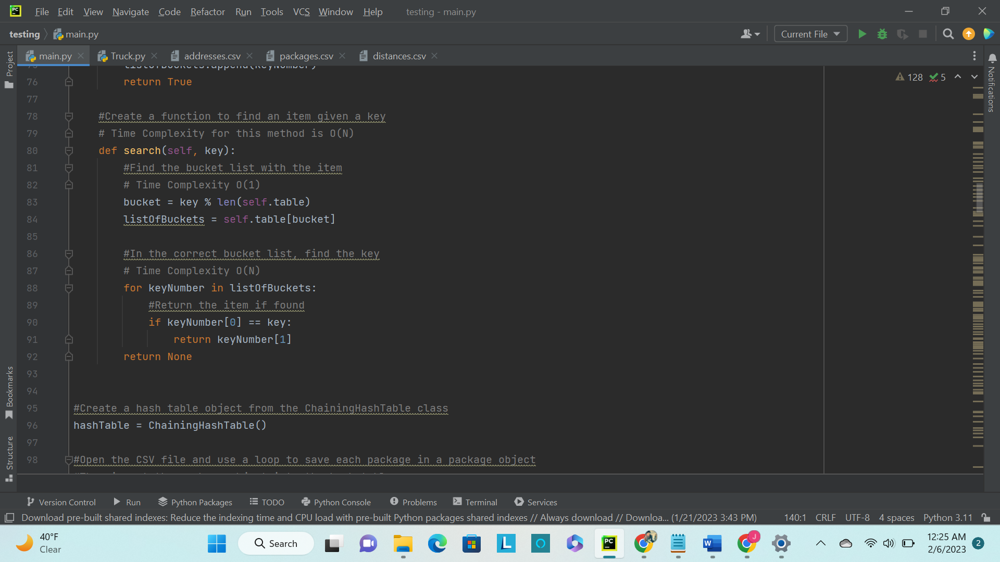 PC File Edit View Navigate Code Refactor Run Tools VCS Window Help testing - main.py
testing main.py Current File
main.py Truck.py addresses.csv packages.csv distances.csv
Project
Notifications
Bookmarks
Structure
128 5
75 listOfBuckets.append(keyNumber)
76 return True
77
78 #Create a function to find an item given a key
79 # Time Complexity for this method is O(N)
80 def search(self, key):
81 #Find the bucket list with the item
82 # Time Complexity O(1)
83 bucket = key % len(self.table)
84 listOfBuckets = self.table[bucket]
85
86 #In the correct bucket list, find the key
87 # Time Complexity O(N)
88 for keyNumber in listOfBuckets:
89 #Return the item if found
90 if keyNumber[0] == key:
91 return keyNumber[1]
92 return None
93
94
95 #Create a hash table object from the ChainingHashTable class
96 hashTable = ChainingHashTable()
97
98 #Open the CSV file and use a loop to save each package in a package object
Version Control Run Python Packages TODO Python Console Problems Terminal Services
Download pre-built shared indexes: Reduce the indexing time and CPU load with pre-built Python packages shared indexes // Always download // Downloa... (1/21/2023 3:43 PM) 140:1 CRLF UTF-8 4 spaces Python 3.11
40°F
Clear
Search
L
PC
W
J
12:25 AM
2/6/2023
2